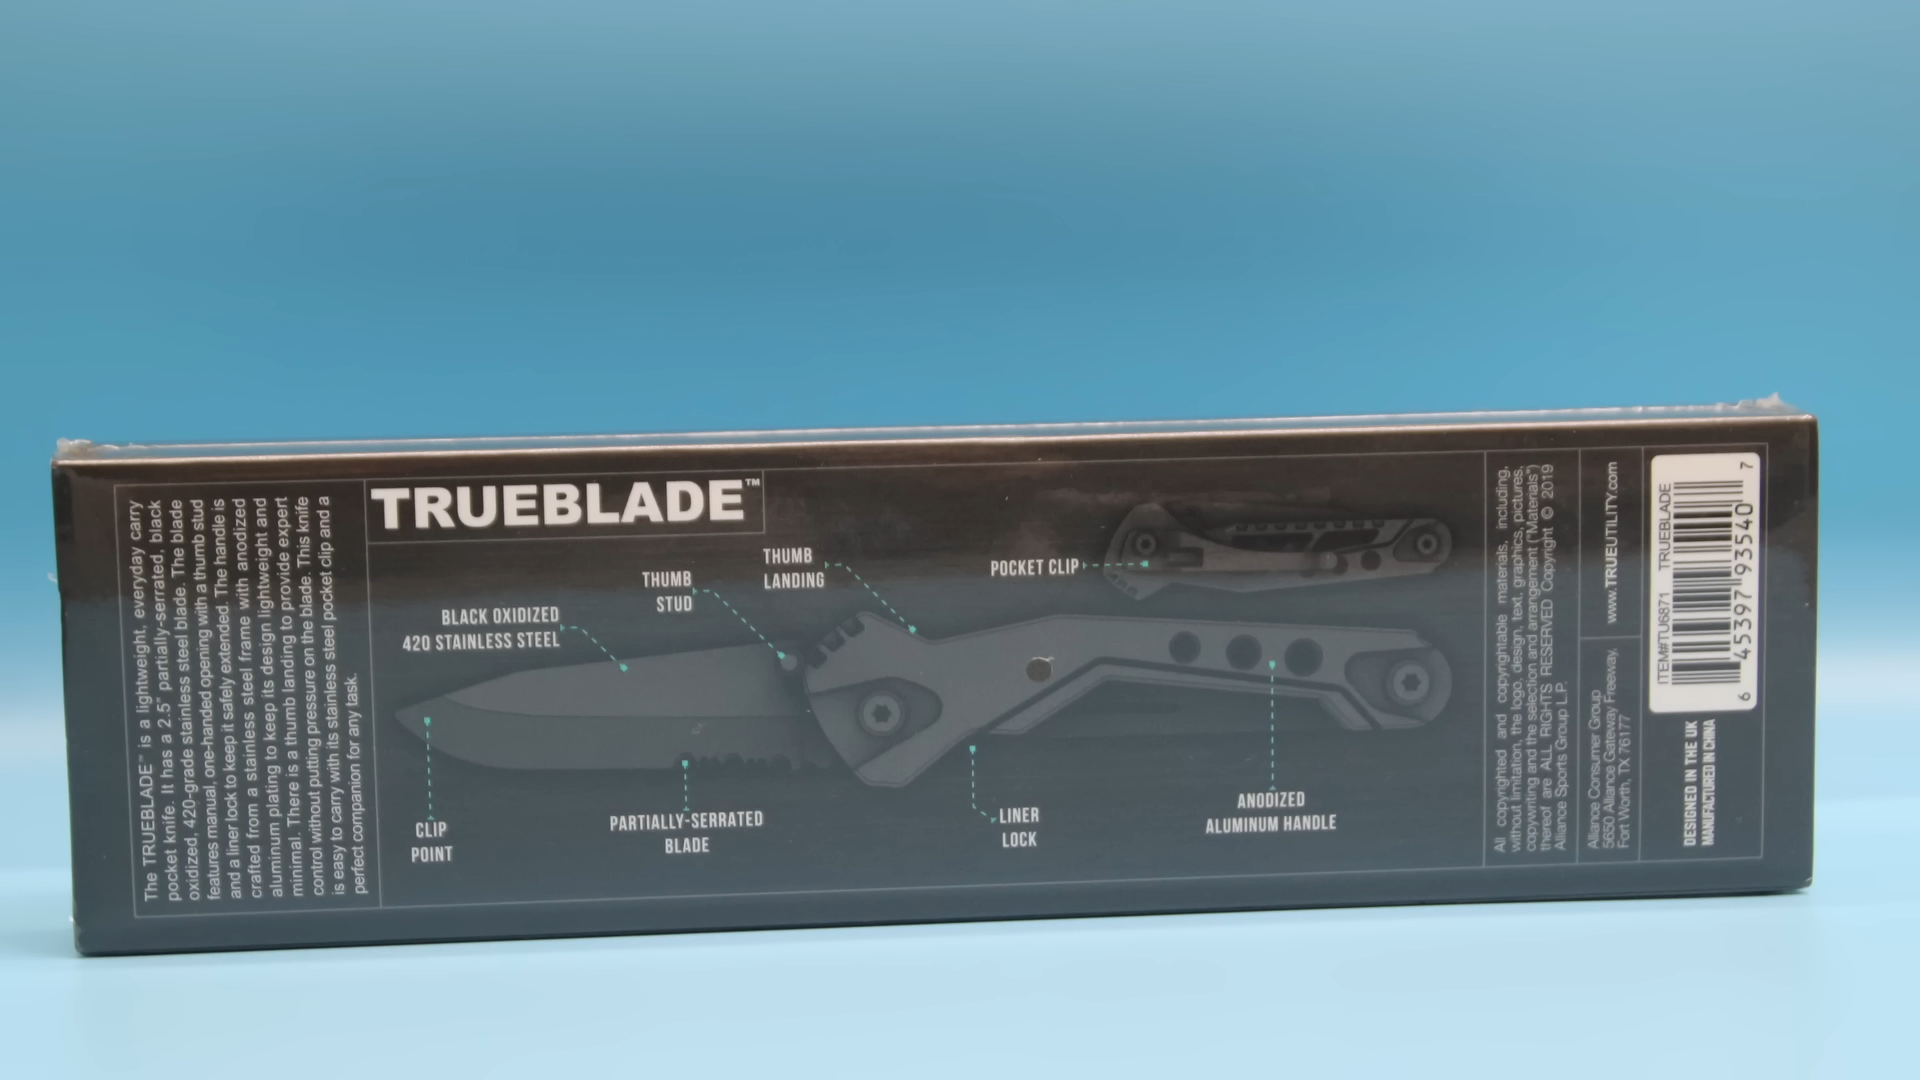 The TRUEBLADE™ is a lightweight, everyday carry
pocket knife. It has a 2.5" partially-serrated, black
oxidized, 420-grade stainless steel blade. The blade
features manual, one-handed opening with a thumb stud
and a liner lock to keep it safely extended. The handle is
crafted from a stainless steel frame with anodized
aluminum plating to keep its design lightweight and
minimal. There is a thumb landing to provide expert
control without putting pressure on the blade. This knife
is easy to carry with its stainless steel pocket clip and a
perfect companion for any task.
TRUEBLADE™
THUMB
LANDING
POCKET CLIP
THUMB
STUD
BLACK OXIDIZED
420 STAINLESS STEEL
CLIP
POINT
PARTIALLY-SERRATED
BLADE
LINER
LOCK
ANODIZED
ALUMINUM HANDLE
All copyrighted and copyrightable materials, including,
without limitation, the logo, design, text, graphics, pictures,
copywriting and the selection and arrangement ("Materials")
thereof are ALL RIGHTS RESERVED Copyright © 2019
Alliance Sports Group L.P.
www.TRUEUTILITY.com
Alliance Consumer Group
5650 Alliance Gateway Freeway,
Fort Worth, TX 76177
ITEM#TU6871 TRUEBLADE
6 45397 93540 7
DESIGNED IN THE UK
MANUFACTURED IN CHINA